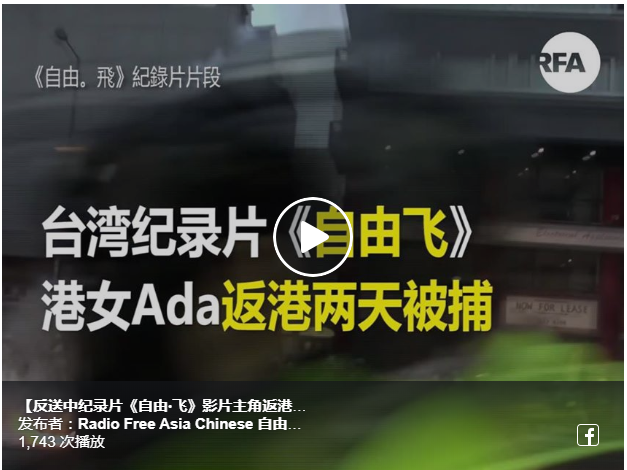 RFA
《自由。飛》紀錄片片段
台湾纪录片《自由飞》
港女Ada返港两天被捕
NOW FOR LEASE
【反送中纪录片《自由·飞》影片主角返港...
发布者：Radio Free Asia Chinese 自由...
1,743 次播放